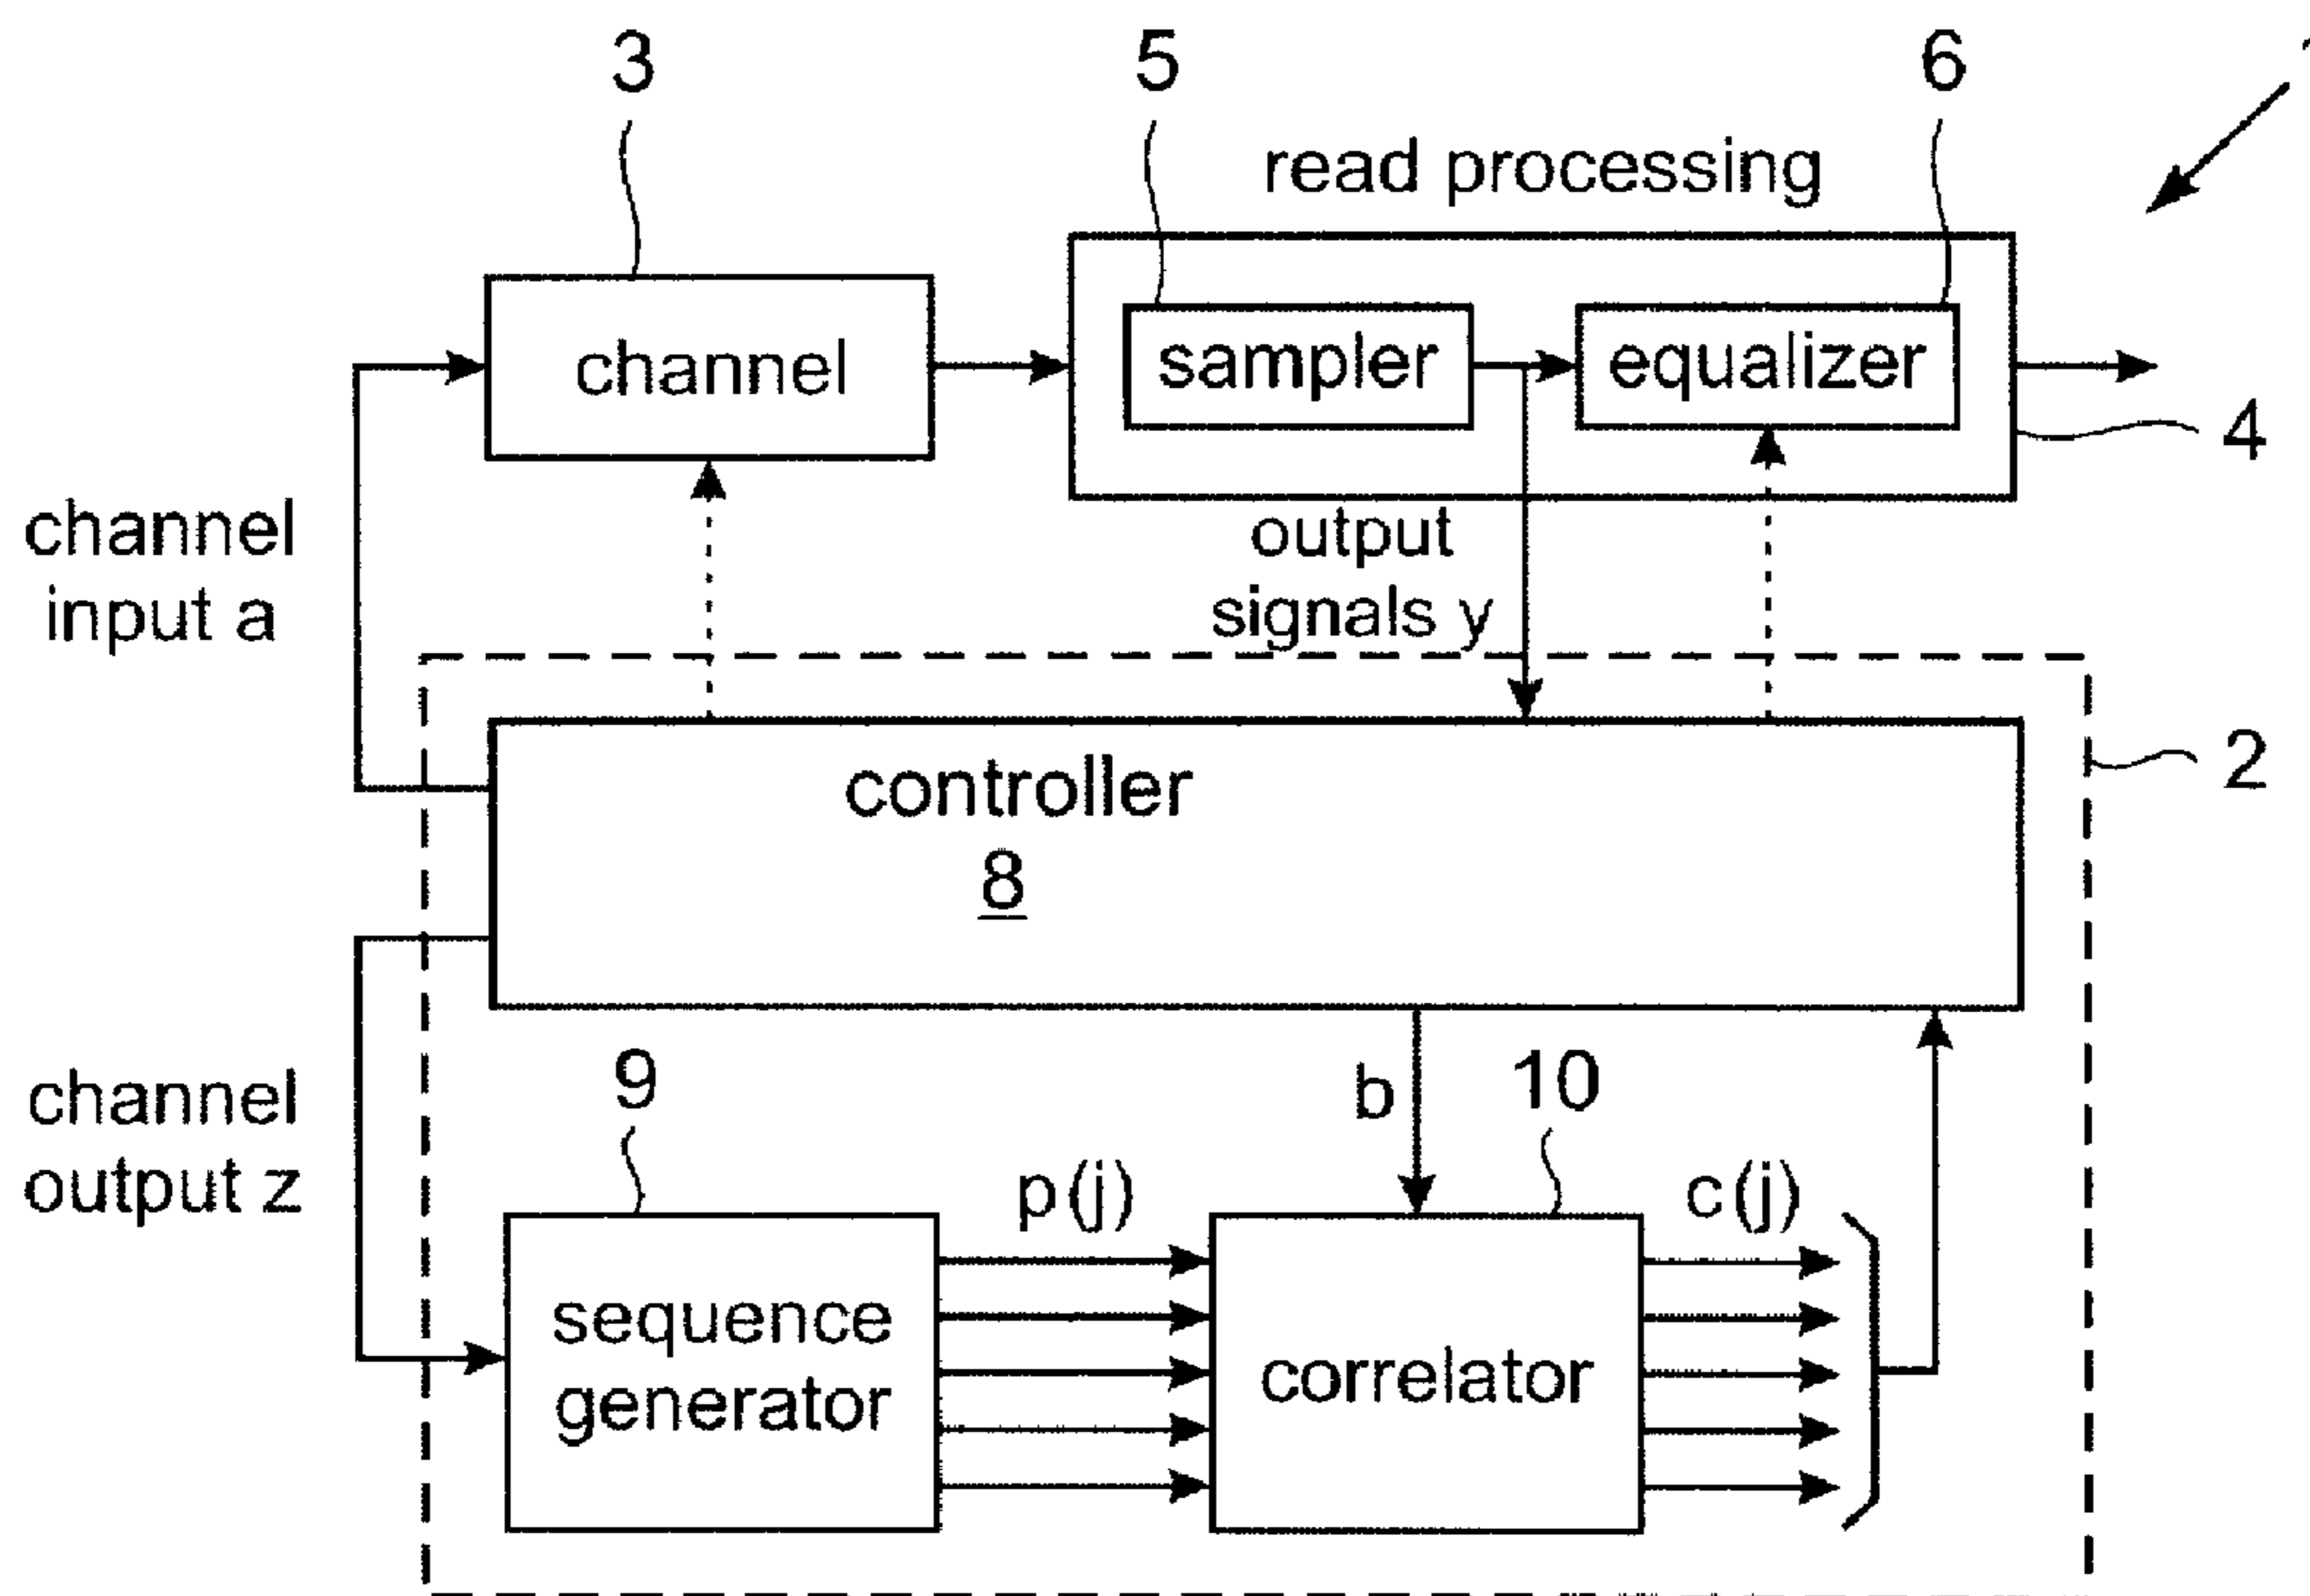 3
5
6
read processing
channel
sampler
equalizer
4
channel
input a
output
signals y
2
controller
8
channel
output z
9
b
10
p(j)
c(j)
sequence
generator
correlator